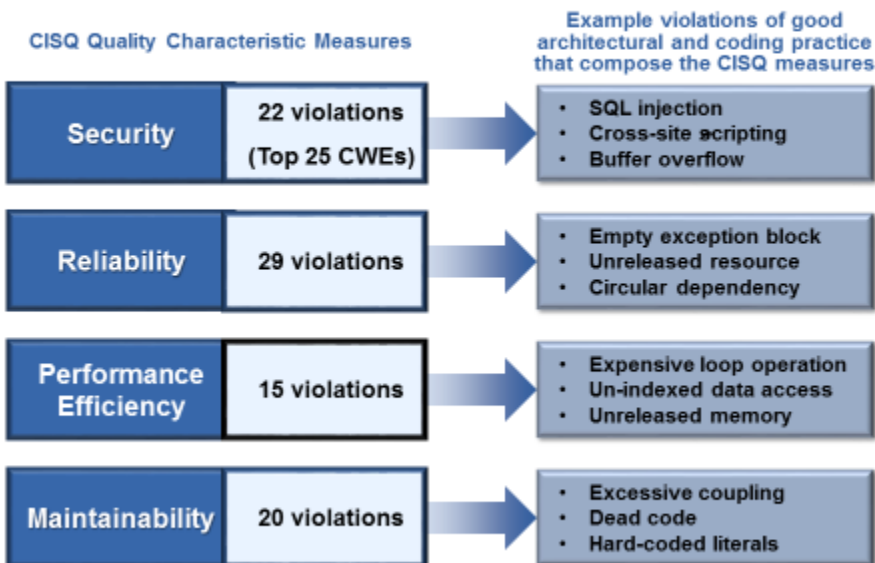 CISQ Quality Characteristic Measures
Example violations of good
architectural and coding practice
that compose the CISQ measures
Security
22 violations
(Top 25 CWEs)
• SQL injection
• Cross-site scripting
• Buffer overflow
Reliability
29 violations
• Empty exception block
• Unreleased resource
• Circular dependency
Performance
Efficiency
15 violations
• Expensive loop operation
• Un-indexed data access
• Unreleased memory
Maintainability
20 violations
• Excessive coupling
• Dead code
• Hard-coded literals